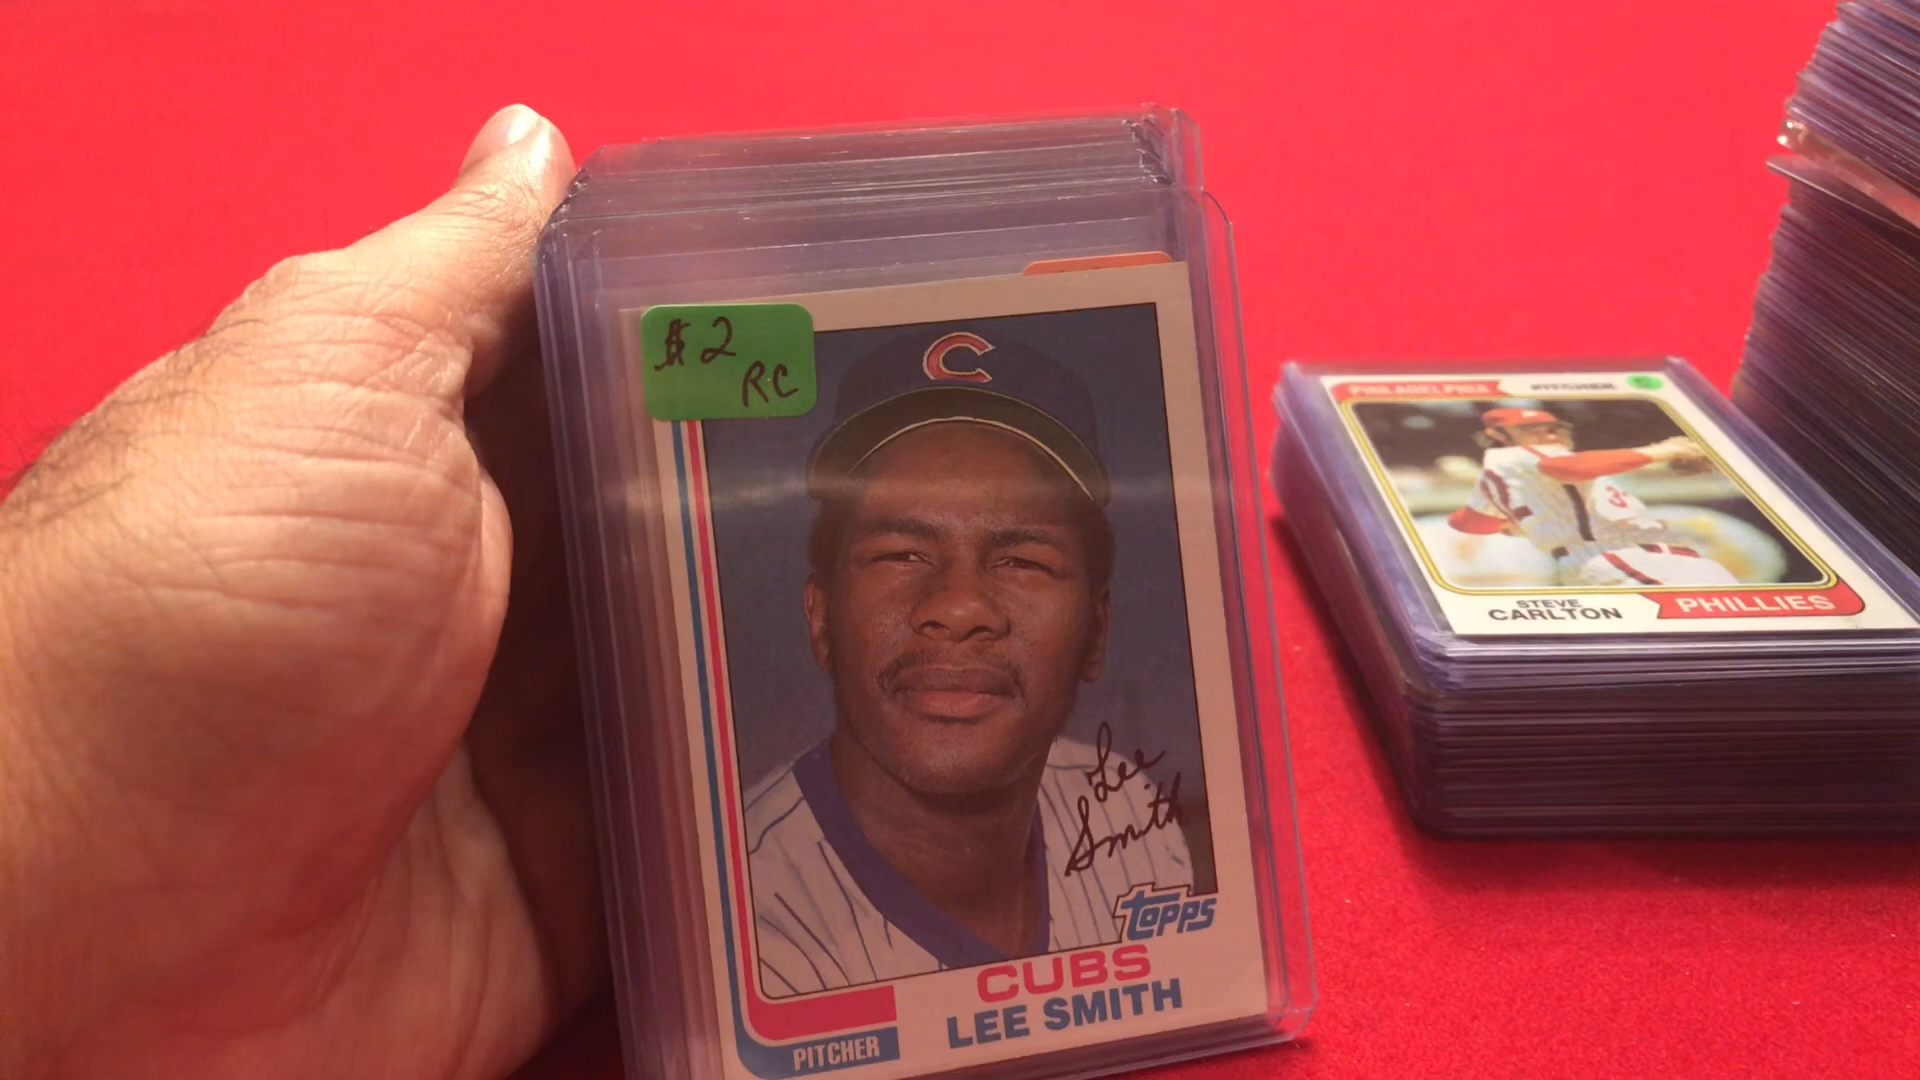 $2
RC
C
Lee
Smith
TOPPS
CUBS
LEE SMITH
PITCHER
PHILADELPHIA
PITCHER
STEVE
CARLTON
PHILLIES